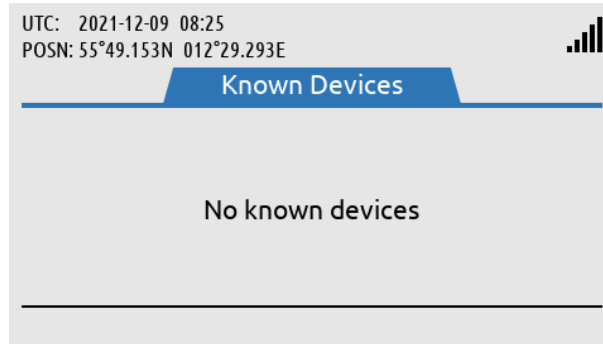 UTC: 2021-12-09 08:25
POSN: 55°49.153N 012°29.293E
Known Devices
No known devices